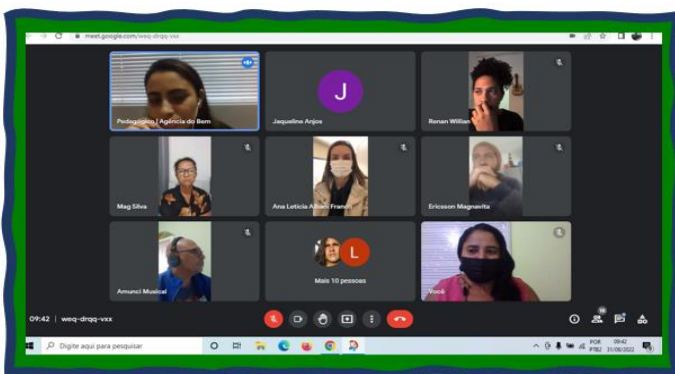 meet.google.com/weq-drqq-vxx
Pedagógico | Agência do Bem
J
Jaqueline Anjos
Renan Willian
Mag Silva
Ana Leticia Albani Franco
Ericsson Magnavita
Amunci Musical
L
Mais 10 pessoas
Você
09:42 | weq-drqq-vxx
Digite aqui para pesquisar
POR
PTB2
09:42
31/08/2022